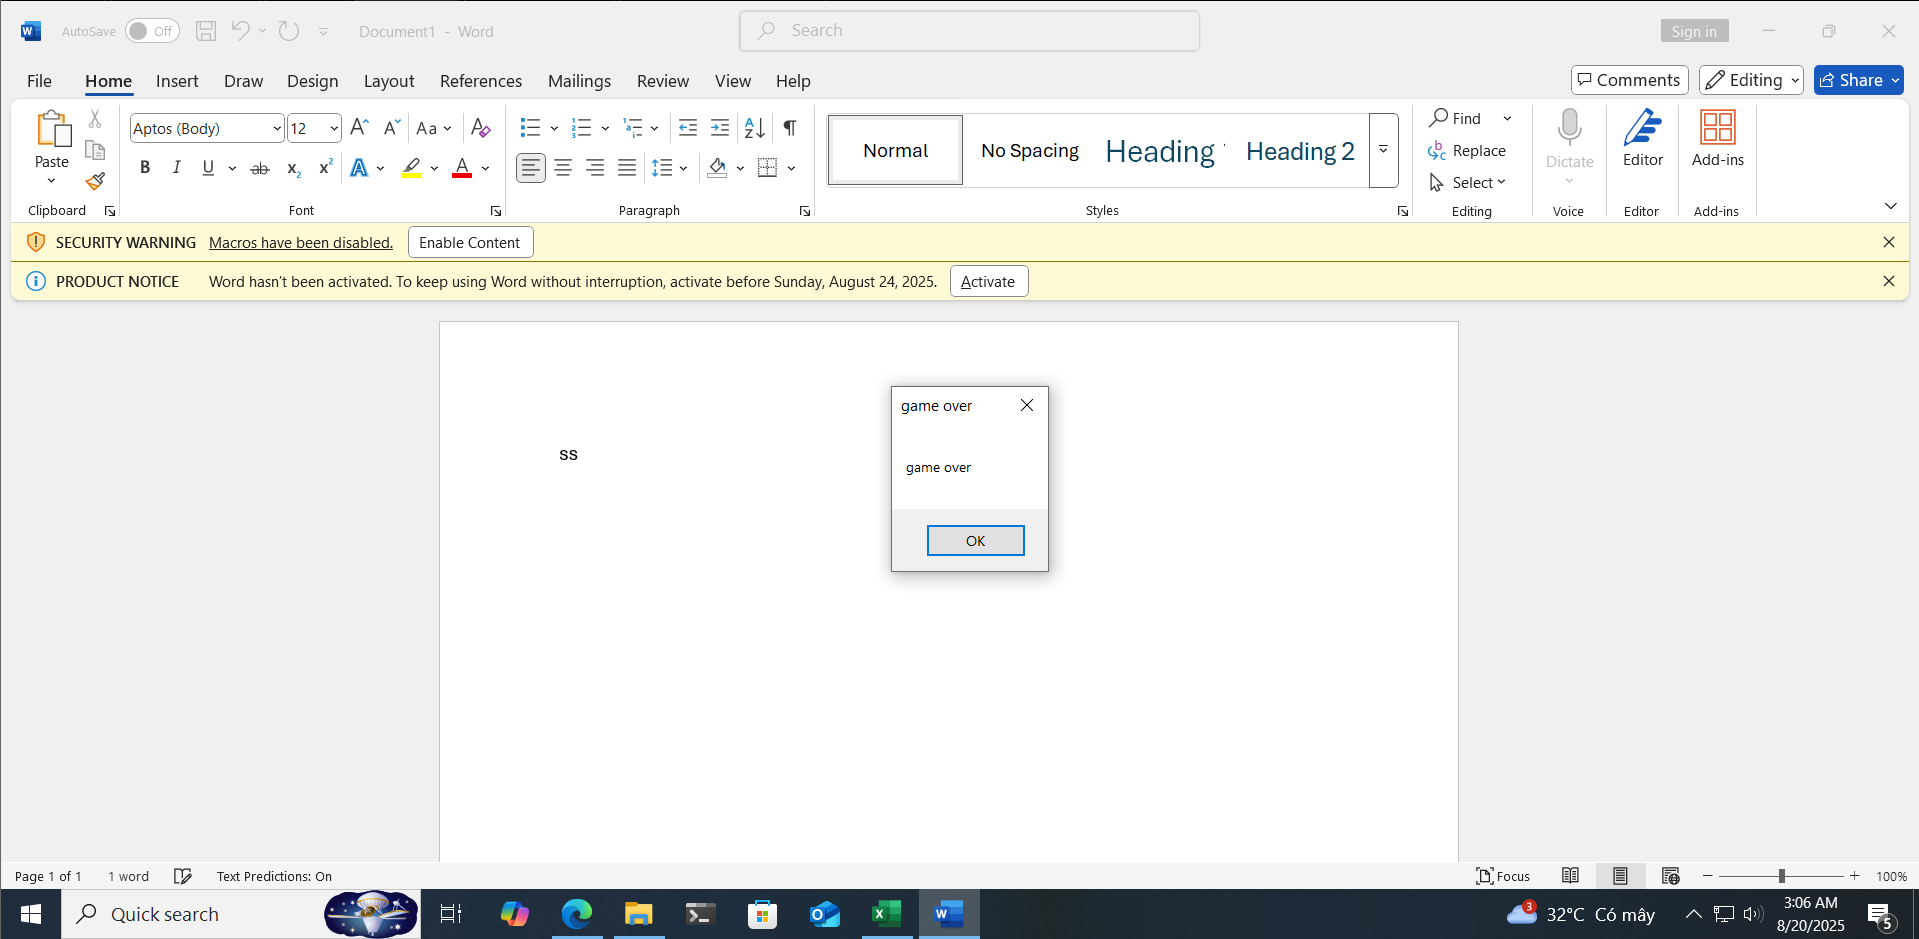 AutoSave Off Document1 - Word Search Sign in
File Home Insert Draw Design Layout References Mailings Review View Help Comments Editing Share
Paste
Clipboard
Aptos (Body) 12
Font
Paragraph
Normal No Spacing Heading Heading 2
Styles
Find
Replace
Select
Editing
Dictate
Voice
Editor
Editor
Add-ins
Add-ins
SECURITY WARNING Macros have been disabled. Enable Content
PRODUCT NOTICE Word hasn't been activated. To keep using Word without interruption, activate before Sunday, August 24, 2025. Activate
ss
game over
game over
OK
Page 1 of 1 1 word Text Predictions: On Focus 100%
Quick search
3
32°C Có mây
3:06 AM
8/20/2025
5